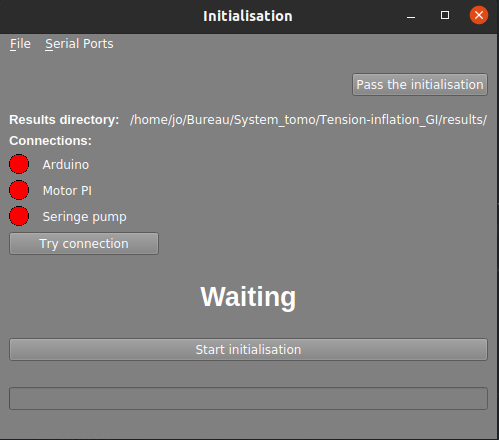 Initialisation
File Serial Ports
Pass the initialisation
Results directory: /home/jo/Bureau/System_tomo/Tension-inflation_GI/results/
Connections:
Arduino
Motor PI
Seringe pump
Try connection
Waiting
Start initialisation